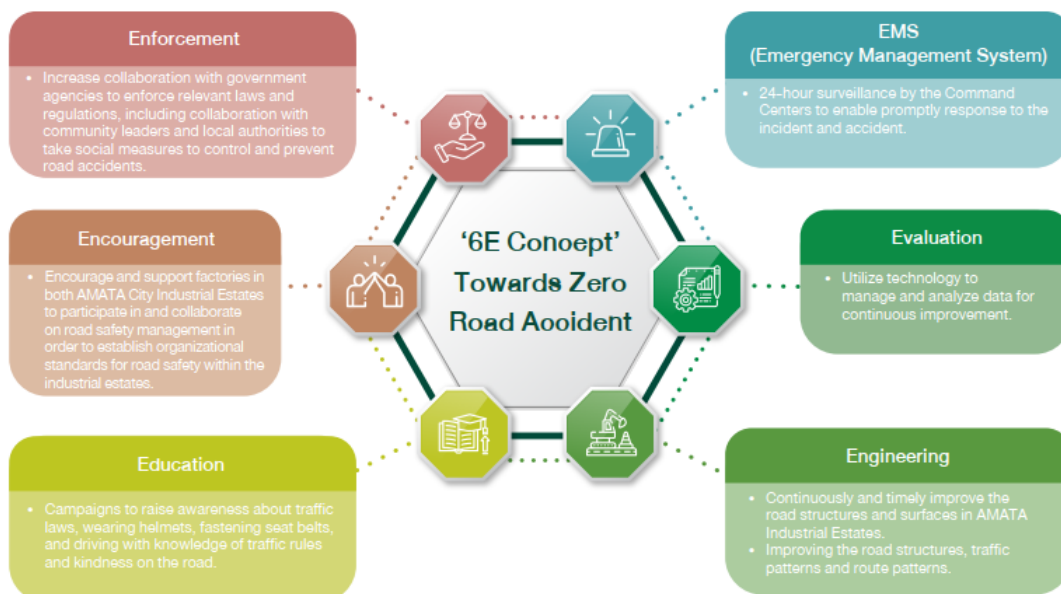 Enforcement
• Increase collaboration with government
agencies to enforce relevant laws and
regulations, including collaboration with
community leaders and local authorities to
take social measures to control and prevent
road accidents.
EMS
(Emergency Management System)
• 24-hour surveillance by the Command
Centers to enable promptly response to the
incident and accident.
Encouragement
• Encourage and support factories in
both AMATA City Industrial Estates
to participate in and collaborate
on road safety management in
order to establish organizational
standards for road safety within the
industrial estates.
‘6E Concept’
Towards Zero
Road Accident
Evaluation
• Utilize technology to
manage and analyze data for
continuous improvement.
Education
• Campaigns to raise awareness about traffic
laws, wearing helmets, fastening seat belts,
and driving with knowledge of traffic rules
and kindness on the road.
Engineering
• Continuously and timely improve the
road structures and surfaces in AMATA
Industrial Estates.
• Improving the road structures, traffic
patterns and route patterns.